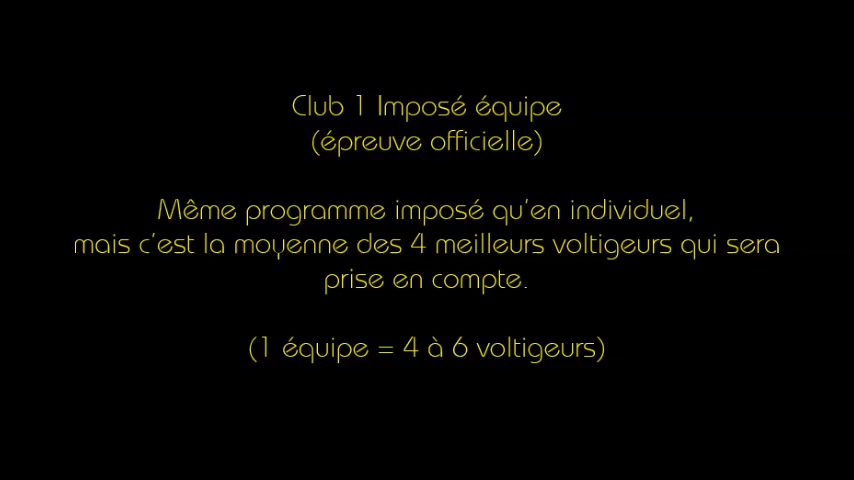 Club 1 Imposé équipe
(épreuve officielle)
Même programme imposé qu'en individuel,
mais c'est la moyenne des 4 meilleurs voltigeurs qui sera
prise en compte.
(1 équipe = 4 à 6 voltigeurs)